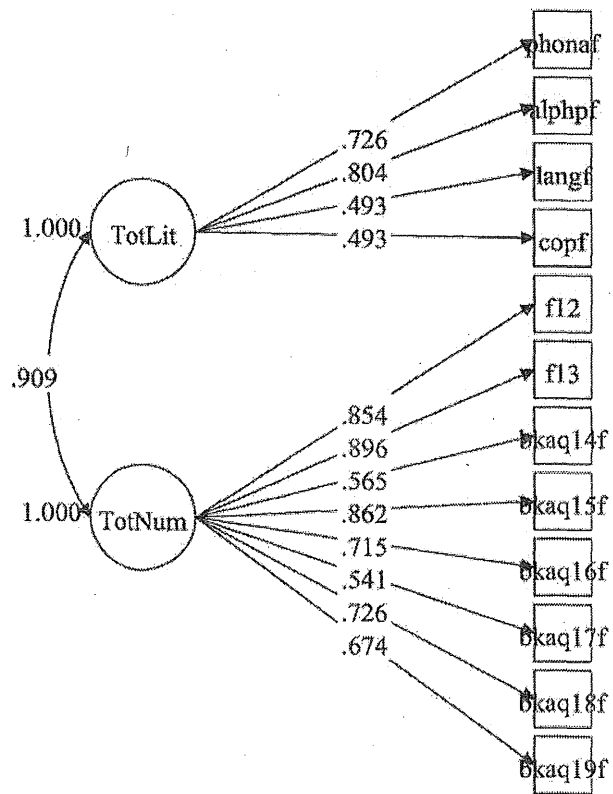 phonaf
alphpf
.726
.804
langf
.493
1.000 TotLit
.493
copf
f12
.909
f13
.854
.896
bkaq14f
.565
.862
bkaq15f
1.000 TotNum
.715
.541
bkaq16f
.726
.674
bkaq17f
bkaq18f
bkaq19f